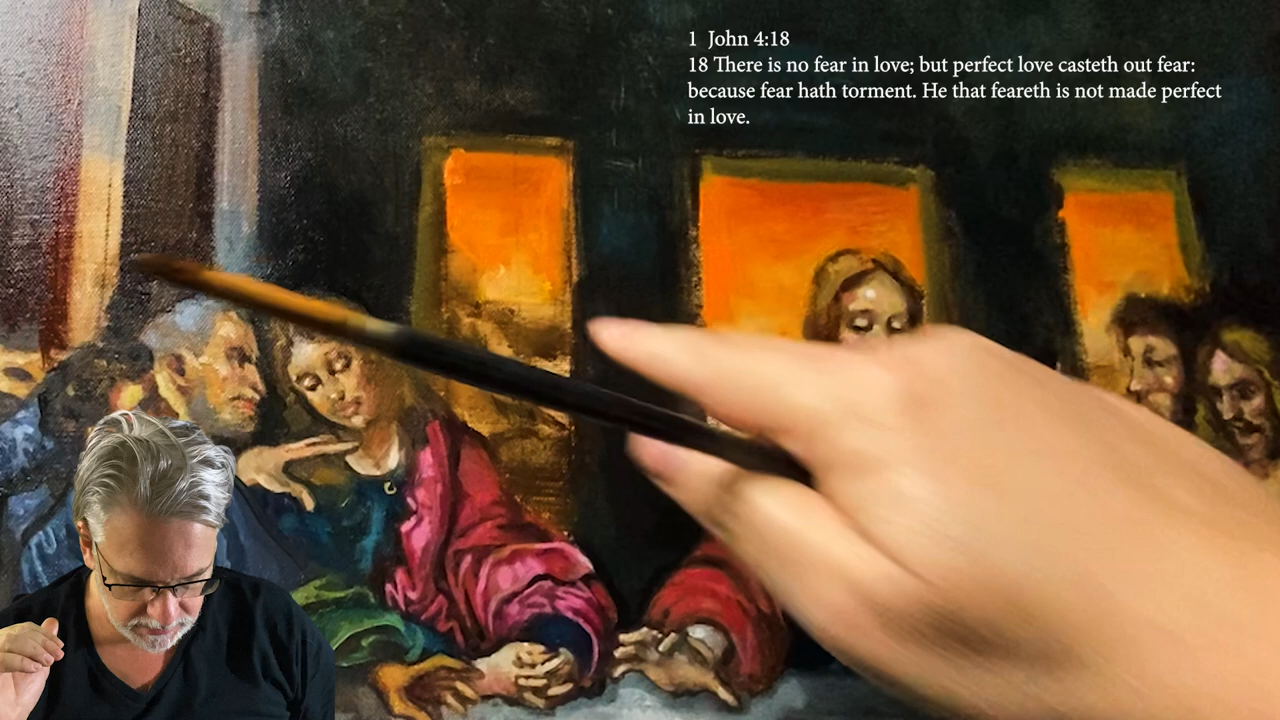 1 John 4:18
18 There is no fear in love; but perfect love casteth out fear:
because fear hath torment. He that feareth is not made perfect
in love.